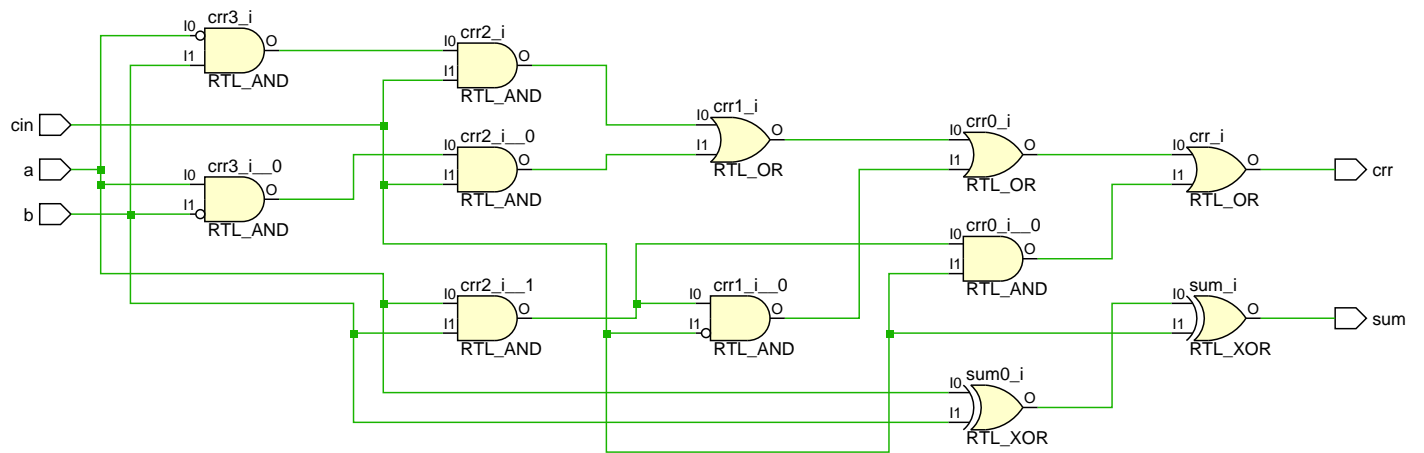 crr3_i
I0
O
I1
RTL_AND
crr2_i
I0
O
I1
RTL_AND
crr1_i
I0
O
I1
RTL_OR
crr0_i
I0
O
I1
RTL_OR
crr_i
I0
O
I1
RTL_OR
crr
cin
a
b
crr3_i__0
I0
O
I1
RTL_AND
crr2_i__0
I0
O
I1
RTL_AND
crr0_i__0
I0
O
I1
RTL_AND
crr2_i__1
I0
O
I1
RTL_AND
crr1_i__0
I0
O
I1
RTL_AND
sum_i
I0
O
I1
RTL_XOR
sum
sum0_i
I0
O
I1
RTL_XOR